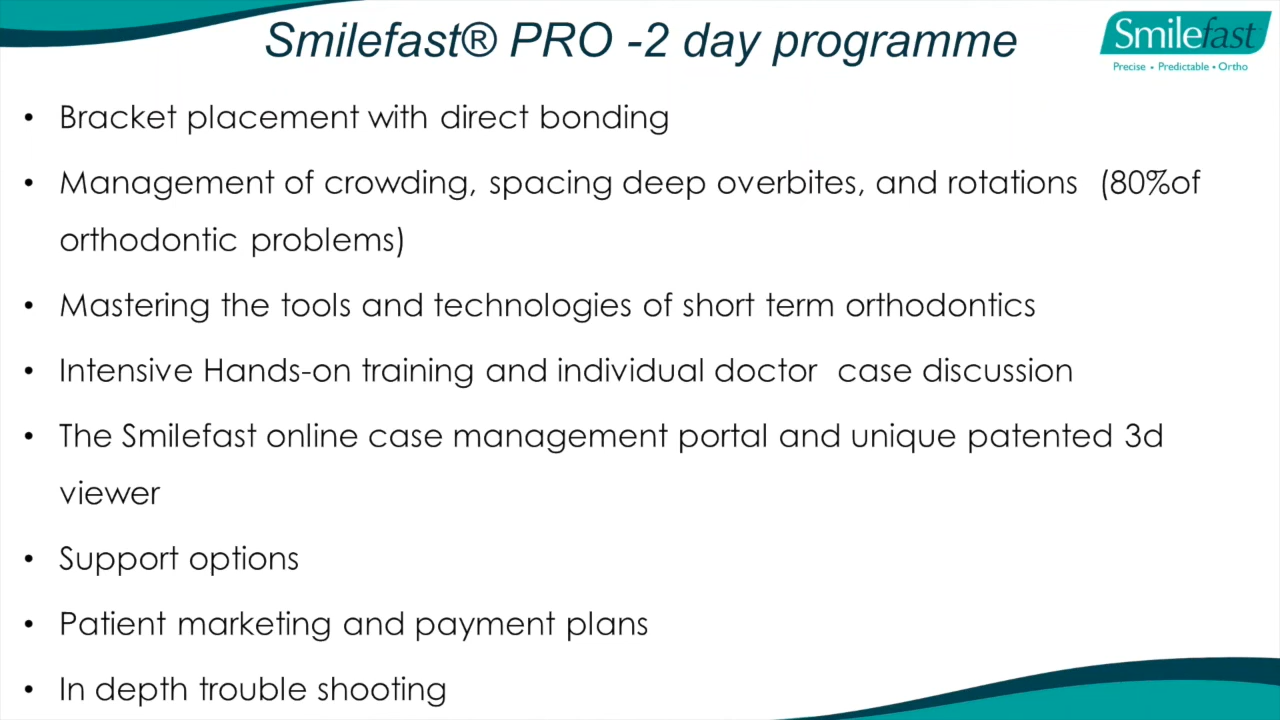 Smilefast® PRO -2 day programme
Smilefast
Precise • Predictable • Ortho
• Bracket placement with direct bonding
• Management of crowding, spacing deep overbites, and rotations (80%of
orthodontic problems)
• Mastering the tools and technologies of short term orthodontics
• Intensive Hands-on training and individual doctor case discussion
• The Smilefast online case management portal and unique patented 3d
viewer
• Support options
• Patient marketing and payment plans
• In depth trouble shooting